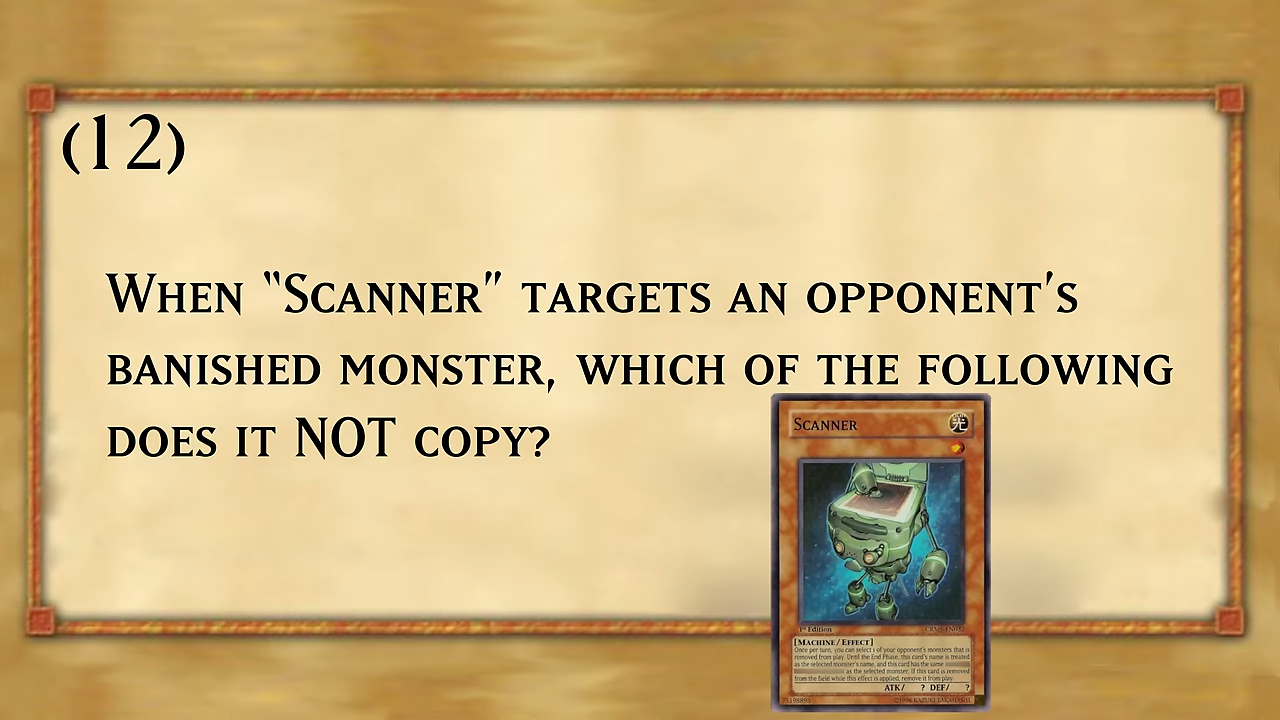 (12)
When "Scanner" targets an opponent's
banished monster, which of the following
does it NOT copy?
Scanner
光
1st Edition
[Machine / Effect]
Once per turn, you can select 1 of your opponent's monsters that is
removed from play. Until the End Phase, this card's name is treated
as the selected monster's name, and this card has the same
as the selected monster. If this card is removed
from the field while this effect is applied, remove it from play.
ATK/ ? DEF/ ?
©1996 KAZUKI TAKAHASHI